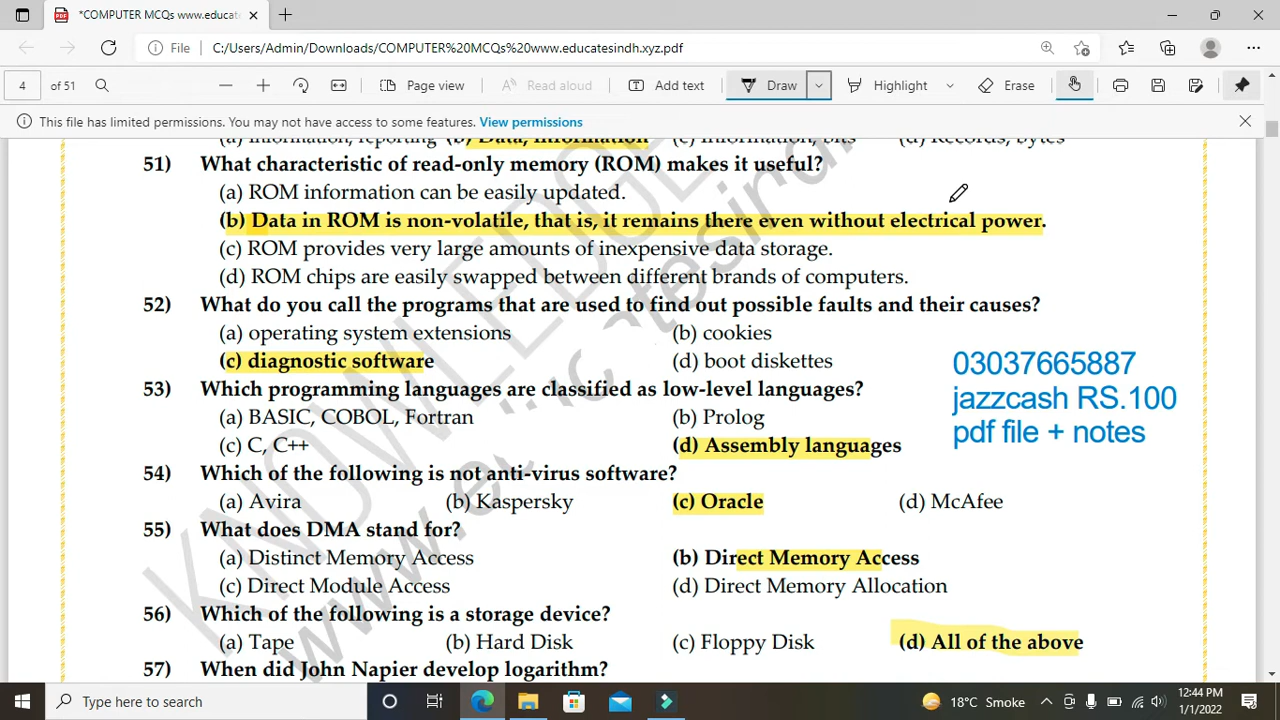 *COMPUTER MCQs www.educate
File
C:/Users/Admin/Downloads/COMPUTER%20MCQs%20www.educatesindh.xyz.pdf
4 of 51
Page view
Read aloud
Add text
Draw
Highlight
Erase
This file has limited permissions. You may not have access to some features. View permissions
(a) Information, reporting (b) Data, Information (c) Information, bits (d) Records, bytes
51) What characteristic of read-only memory (ROM) makes it useful?
(a) ROM information can be easily updated.
(b) Data in ROM is non-volatile, that is, it remains there even without electrical power.
(c) ROM provides very large amounts of inexpensive data storage.
(d) ROM chips are easily swapped between different brands of computers.
52) What do you call the programs that are used to find out possible faults and their causes?
(a) operating system extensions (b) cookies
(c) diagnostic software (d) boot diskettes
53) Which programming languages are classified as low-level languages?
(a) BASIC, COBOL, Fortran (b) Prolog
(c) C, C++ (d) Assembly languages
54) Which of the following is not anti-virus software?
(a) Avira (b) Kaspersky (c) Oracle (d) McAfee
55) What does DMA stand for?
(a) Distinct Memory Access (b) Direct Memory Access
(c) Direct Module Access (d) Direct Memory Allocation
56) Which of the following is a storage device?
(a) Tape (b) Hard Disk (c) Floppy Disk (d) All of the above
57) When did John Napier develop logarithm?
03037665887
jazzcash RS.100
pdf file + notes
KNOWLEDGE
Type here to search
18°C Smoke
12:44 PM
1/1/2022